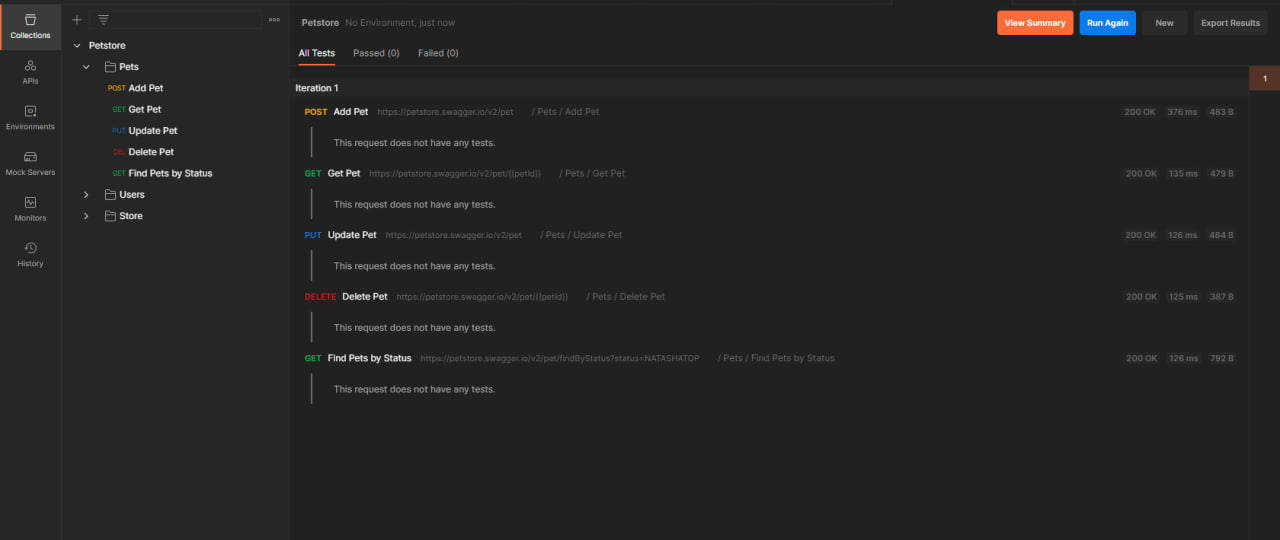 Collections
APIs
Environments
Mock Servers
Monitors
History
Petstore
Pets
POST Add Pet
GET Get Pet
PUT Update Pet
DEL Delete Pet
GET Find Pets by Status
Users
Store
Petstore No Environment, just now
View Summary Run Again New Export Results
All Tests Passed (0) Failed (0)
Iteration 1
1
POST Add Pet https://petstore.swagger.io/v2/pet / Pets / Add Pet 200 OK 376 ms 483 B
This request does not have any tests.
GET Get Pet https://petstore.swagger.io/v2/pet/{{petId}} / Pets / Get Pet 200 OK 135 ms 479 B
This request does not have any tests.
PUT Update Pet https://petstore.swagger.io/v2/pet / Pets / Update Pet 200 OK 126 ms 484 B
This request does not have any tests.
DELETE Delete Pet https://petstore.swagger.io/v2/pet/{{petId}} / Pets / Delete Pet 200 OK 125 ms 387 B
This request does not have any tests.
GET Find Pets by Status https://petstore.swagger.io/v2/pet/findByStatus?status=NATASHATOP / Pets / Find Pets by Status 200 OK 126 ms 792 B
This request does not have any tests.